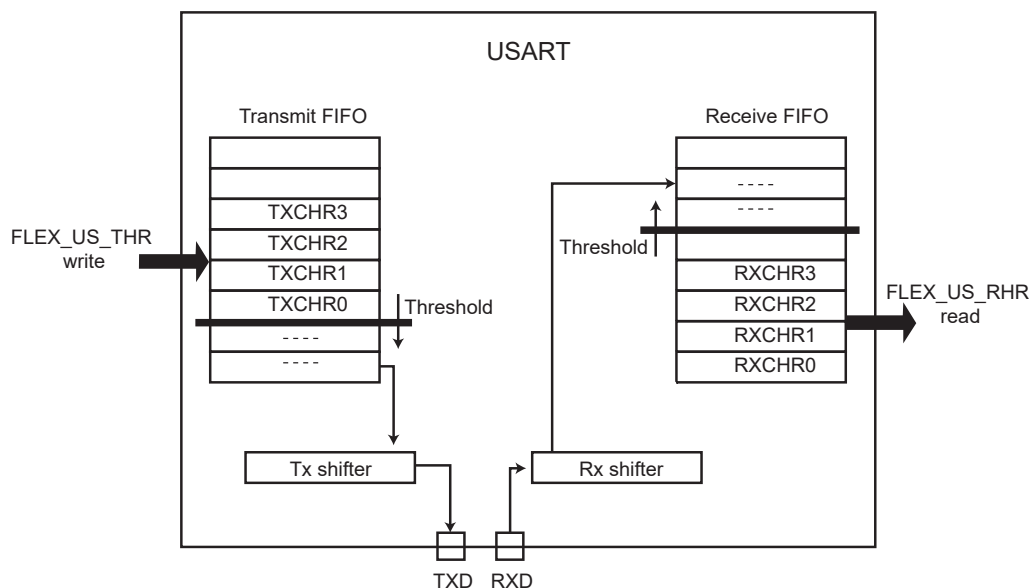 USART
Transmit FIFO
Receive FIFO
----
TXCHR3
----
FLEX_US_THR
write
TXCHR2
Threshold
TXCHR1
RXCHR3
FLEX_US_RHR
read
TXCHR0
Threshold
RXCHR2
----
RXCHR1
----
RXCHR0
Tx shifter
Rx shifter
TXD
RXD